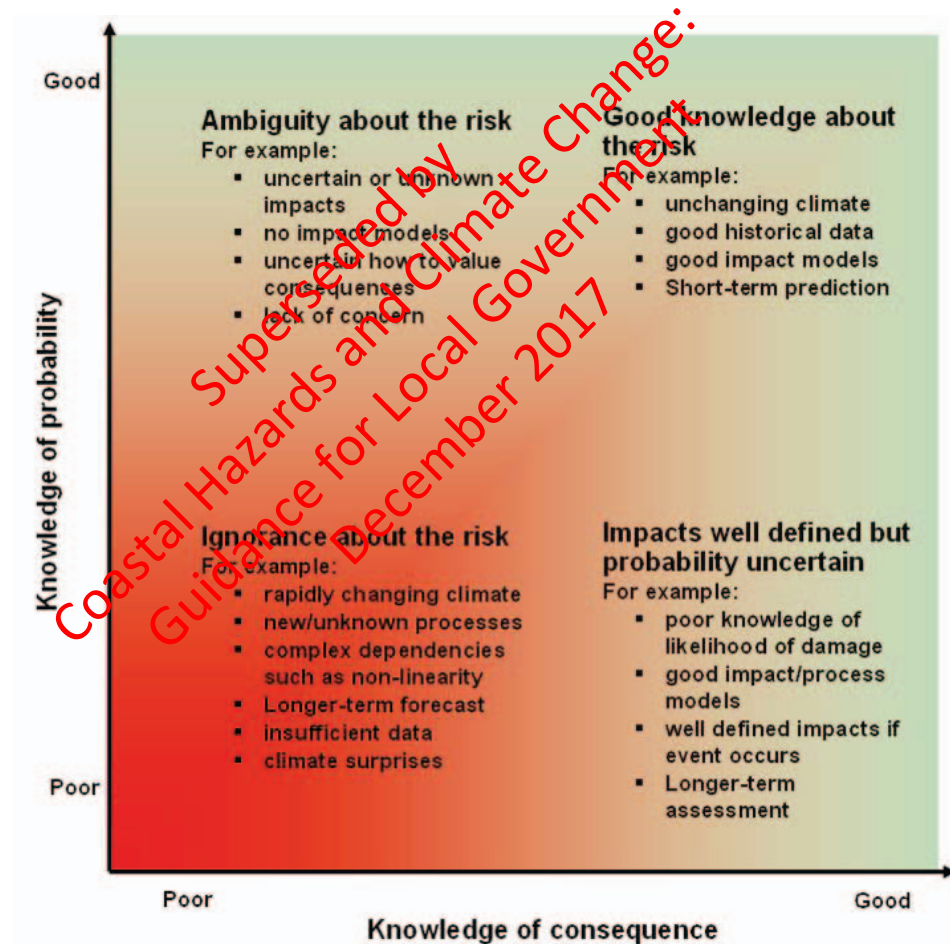 Good
Ambiguity about the risk
For example:
▪ uncertain or unknown
impacts
▪ no impact models
▪ uncertain how to value
consequences
▪ lack of concern
Good knowledge about
the risk
For example:
▪ unchanging climate
▪ good historical data
▪ good impact models
▪ Short-term prediction
Knowledge of probability
Ignorance about the risk
For example:
▪ rapidly changing climate
▪ new/unknown processes
▪ complex dependencies
such as non-linearity
▪ Longer-term forecast
▪ insufficient data
▪ climate surprises
Impacts well defined but
probability uncertain
For example:
▪ poor knowledge of
likelihood of damage
▪ good impact/process
models
▪ well defined impacts if
event occurs
▪ Longer-term
assessment
Poor
Poor
Good
Knowledge of consequence
Superseded by
Coastal Hazards and Climate Change:
Guidance for Local Government
December 2017